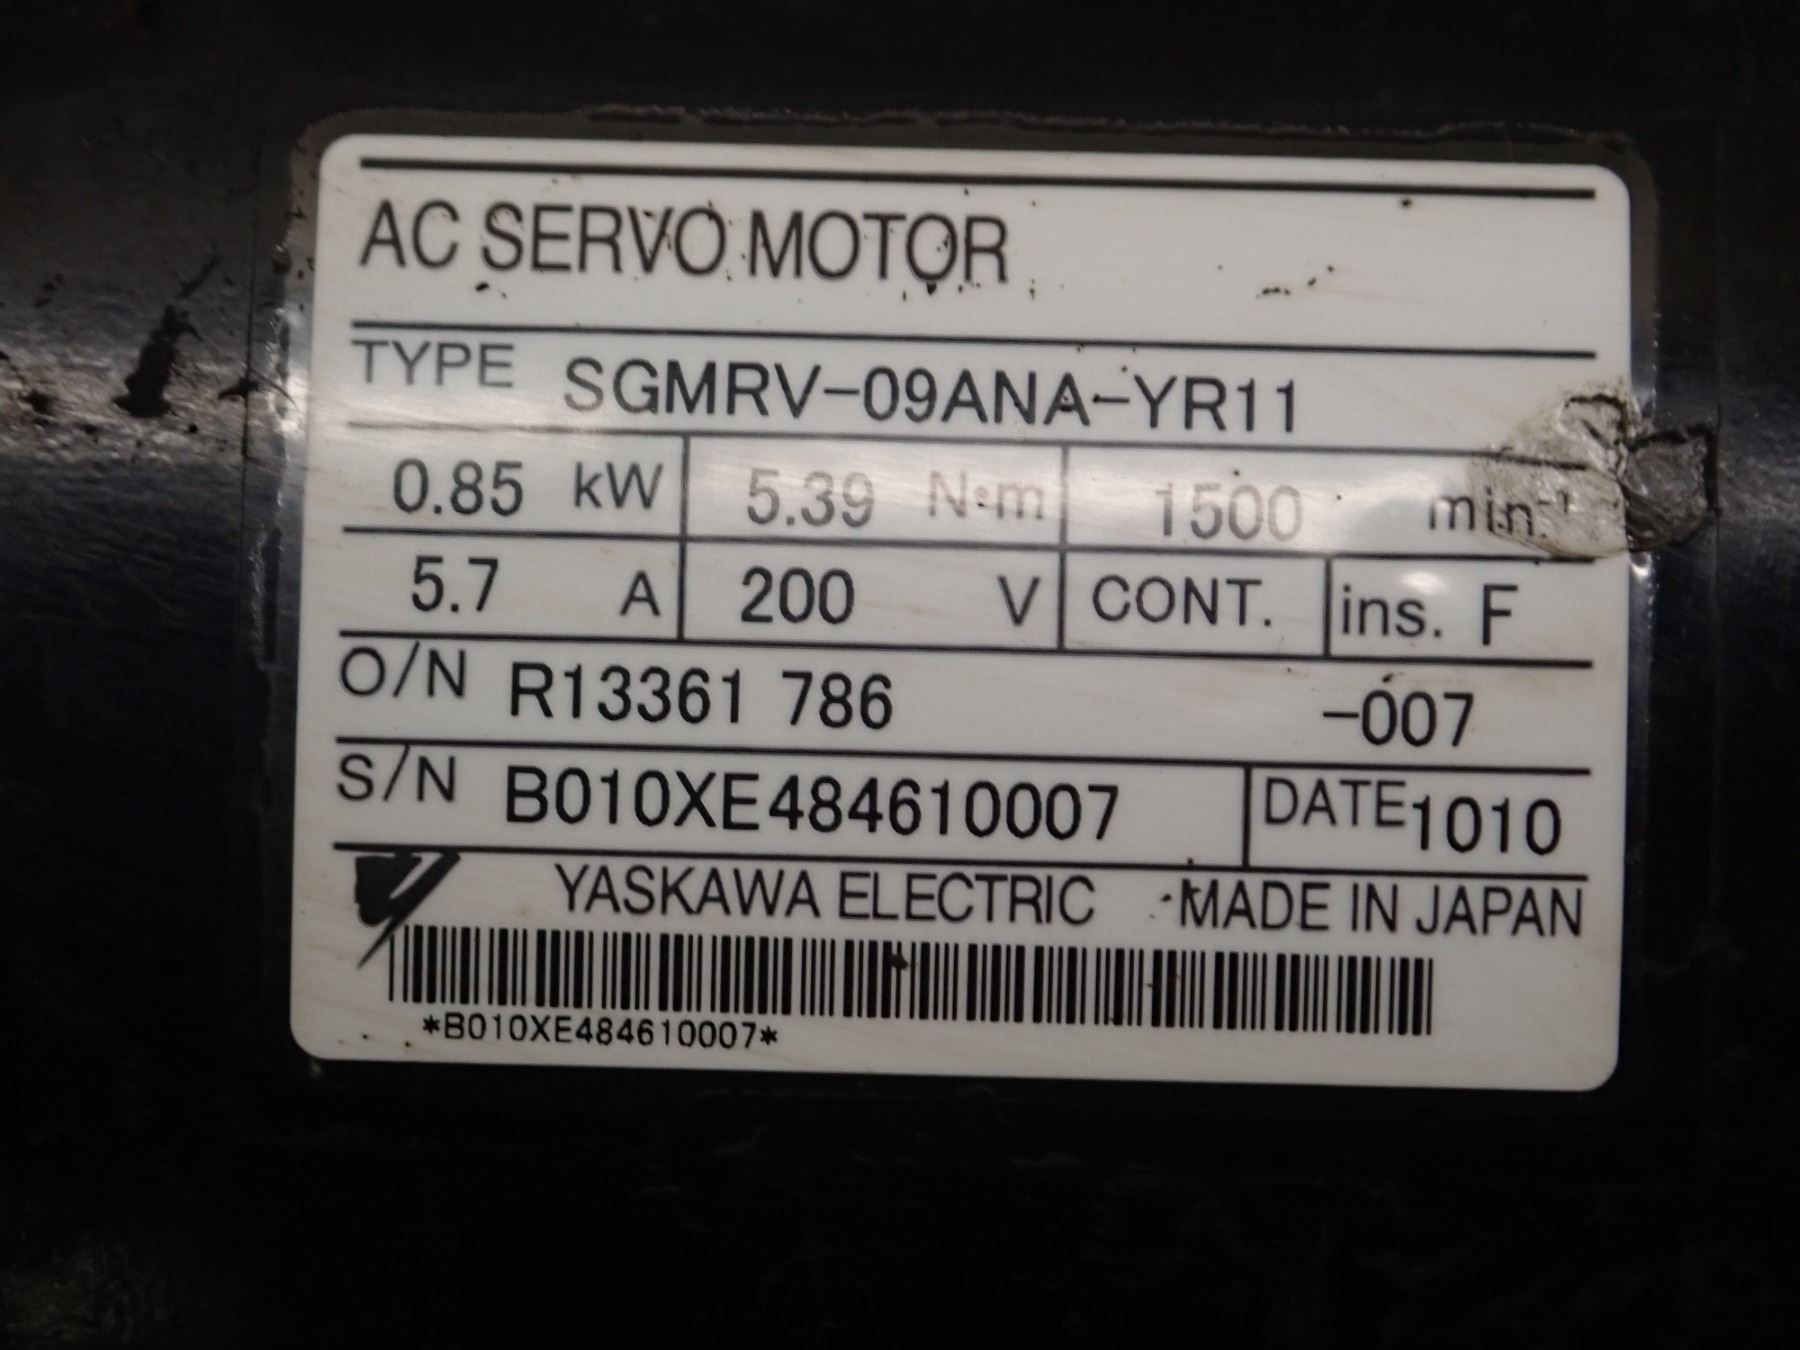 AC SERVO MOTOR
TYPE SGMRV-09ANA-YR11
0.85 kW 5.39 N·m 1500 min⁻¹
5.7 A 200 V CONT. ins. F
O/N R13361 786 -007
S/N B010XE484610007 DATE 1010
YASKAWA ELECTRIC MADE IN JAPAN
*B010XE484610007*